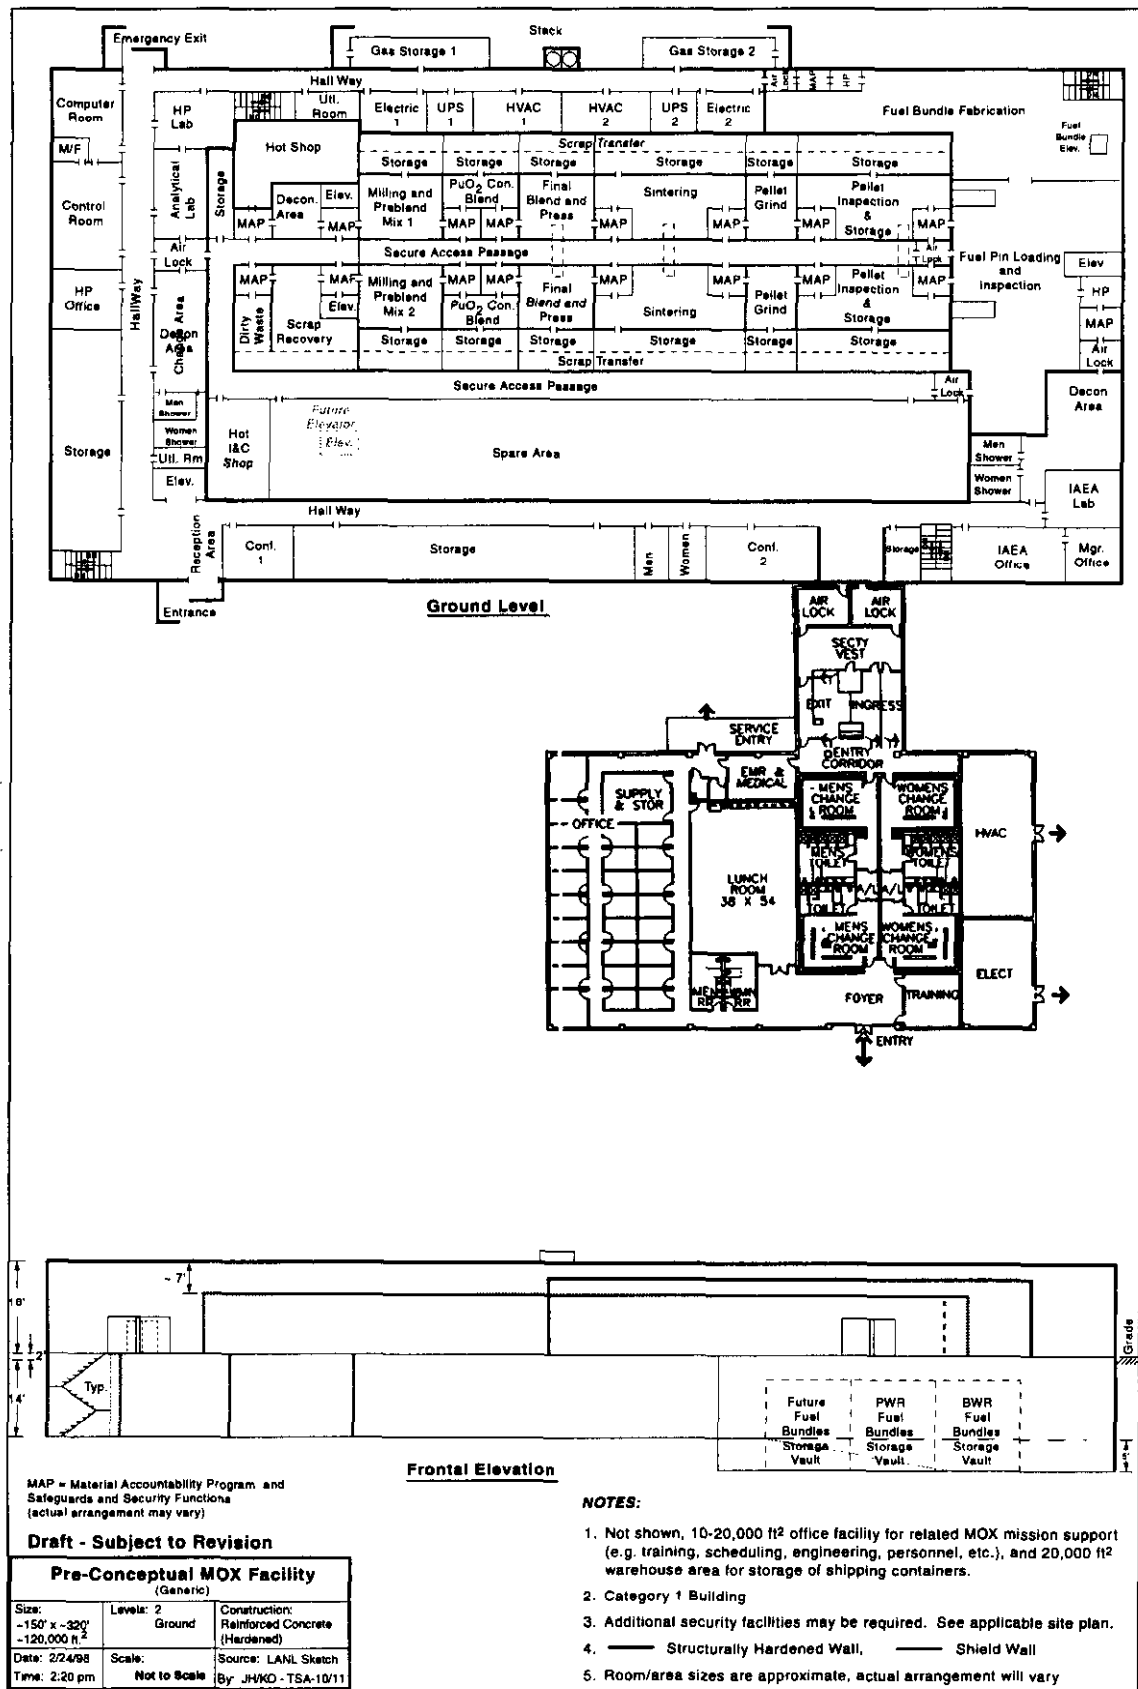 Emergency Exit
Stack
Gas Storage 1
Gas Storage 2
Hall Way
Air Lock
MAP
HP
Computer Room
HP Lab
Utl. Room
Electric 1
UPS 1
HVAC 1
HVAC 2
UPS 2
Electric 2
Fuel Bundle Fabrication
Fuel Bundle Elev.
M/F
Hot Shop
Scrap Transfer
Storage
Storage
Storage
Storage
Storage
Storage
Control Room
Analytical Lab
Storage
Decon. Area
Elev.
Milling and Preblend Mix 1
PuO2 Con. Blend
Final Blend and Press
Sintering
Pellet Grind
Pellet Inspection & Storage
MAP
MAP
MAP
MAP
MAP
MAP
MAP
MAP
Air Lock
Secure Access Passage
Air Lock
Fuel Pin Loading and Inspection
Elev
HP Office
HallWay
Change Area
Decon Area
MAP
MAP
MAP
MAP
MAP
MAP
MAP
MAP
Dirty Waste
Scrap Recovery
Elev.
Milling and Preblend Mix 2
PuO2 Con. Blend
Final Blend and Press
Sintering
Pellet Grind
Pellet Inspection & Storage
HP
MAP
Air Lock
Storage
Storage
Storage
Storage
Storage
Storage
Scrap Transfer
Secure Access Passage
Air Lock
Decon Area
Men Shower
Women Shower
Utl. Rm
Elev.
Storage
Hot I&C Shop
Future Elevator
Elev.
Spare Area
Men Shower
Women Shower
IAEA Lab
Hall Way
Reception Area
Conf. 1
Storage
Men
Women
Conf. 2
Storage
IAEA Office
Mgr. Office
Entrance
Ground Level
AIR LOCK
AIR LOCK
SECTY VEST
EXIT
INGRESS
SERVICE ENTRY
ENTRY CORRIDOR
EMR & MEDICAL
SUPPLY & STOR
OFFICE
MENS CHANGE ROOM
WOMENS CHANGE ROOM
HVAC
MENS TOILET
WOMENS TOILET
LUNCH ROOM
38 X 54
A/L
A/L
TOILET
TOILET
MENS CHANGE ROOM
WOMENS CHANGE ROOM
ELECT
MEN RR
WMN RR
FOYER
TRAINING
ENTRY
~ 7'
18'
2'
14'
Typ.
Grade
Future Fuel Bundles Storage Vault
PWR Fuel Bundles Storage Vault
BWR Fuel Bundles Storage Vault
Frontal Elevation
MAP = Material Accountability Program and
Safeguards and Security Functions
(actual arrangement may vary)
Draft - Subject to Revision
Pre-Conceptual MOX Facility
(Generic)
Size:
~150' x ~320'
~120,000 ft.2
Levels: 2
Ground
Construction:
Reinforced Concrete
(Hardened)
Date: 2/24/98
Time: 2:20 pm
Scale:
Not to Scale
Source: LANL Sketch
By: JH/KO - TSA-10/11
NOTES:
1. Not shown, 10-20,000 ft2 office facility for related MOX mission support
(e.g. training, scheduling, engineering, personnel, etc.), and 20,000 ft2
warehouse area for storage of shipping containers.
2. Category 1 Building
3. Additional security facilities may be required. See applicable site plan.
4. Structurally Hardened Wall, Shield Wall
5. Room/area sizes are approximate, actual arrangement will vary